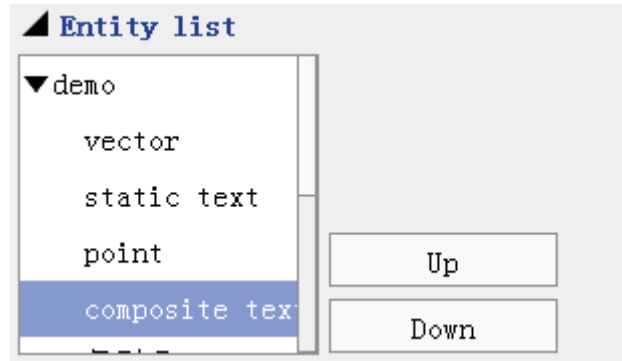 Entity list
demo
vector
static text
point
composite tex
Up
Down